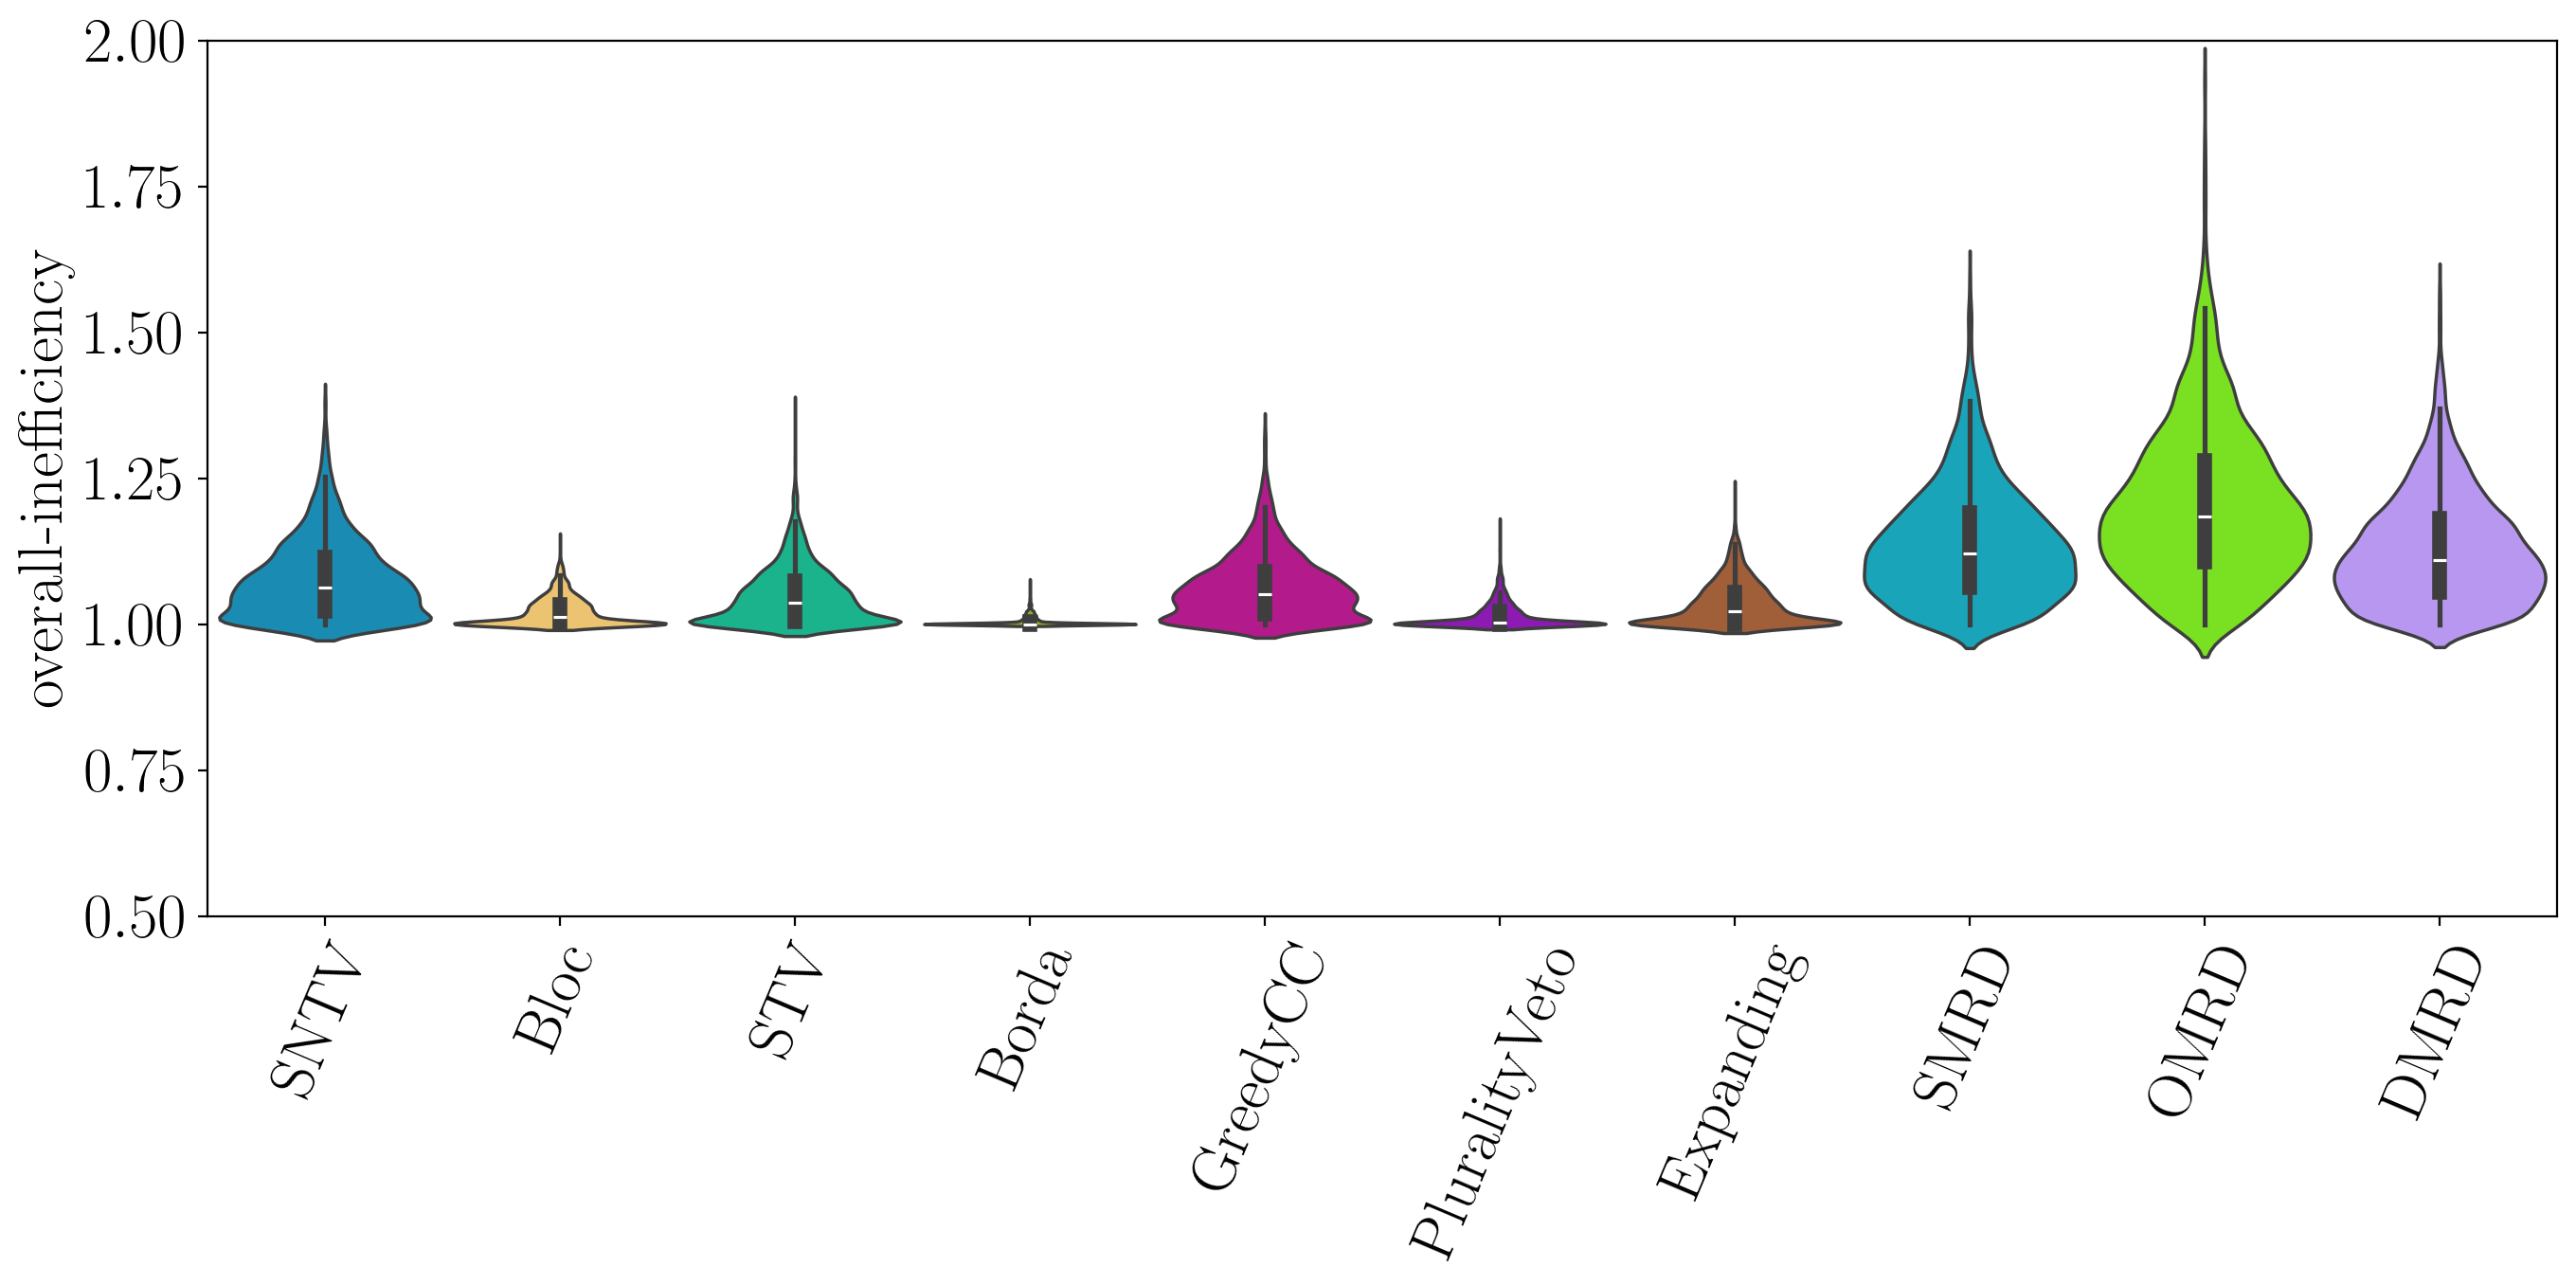 overall-inefficiency
2.00
1.75
1.50
1.25
1.00
0.75
0.50
SNTV
Bloc
STV
Borda
GreedyCC
PluralityVeto
Expanding
SMRD
OMRD
DMRD